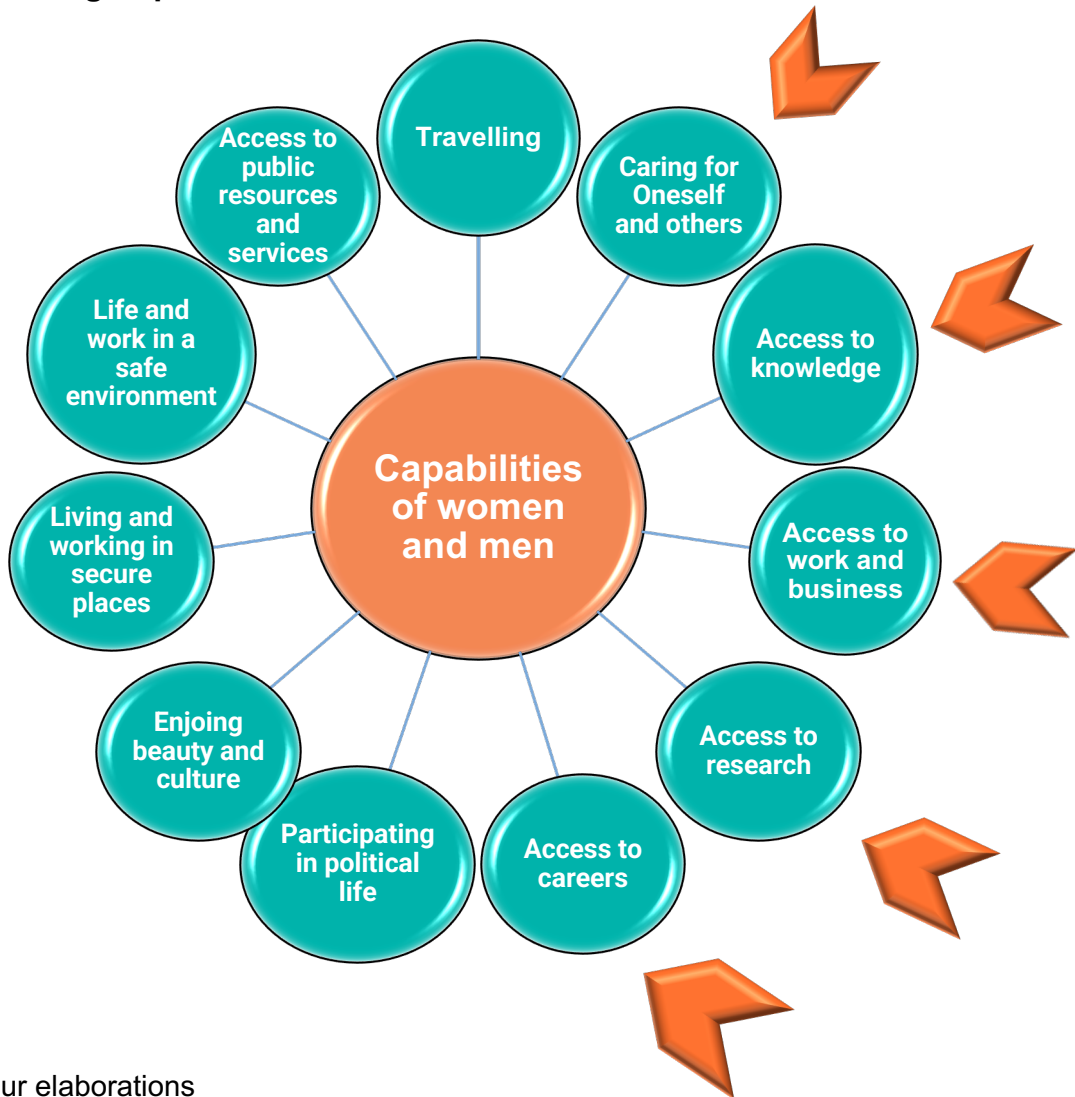 Travelling
Caring for
Oneself
and others
Access to
knowledge
Access to
work and
business
Access to
research
Access to
careers
Participating
in political
life
Enjoing
beauty and
culture
Living and
working in
secure
places
Life and
work in a
safe
environment
Access to
public
resources
and
services
Capabilities
of women
and men
ur elaborations